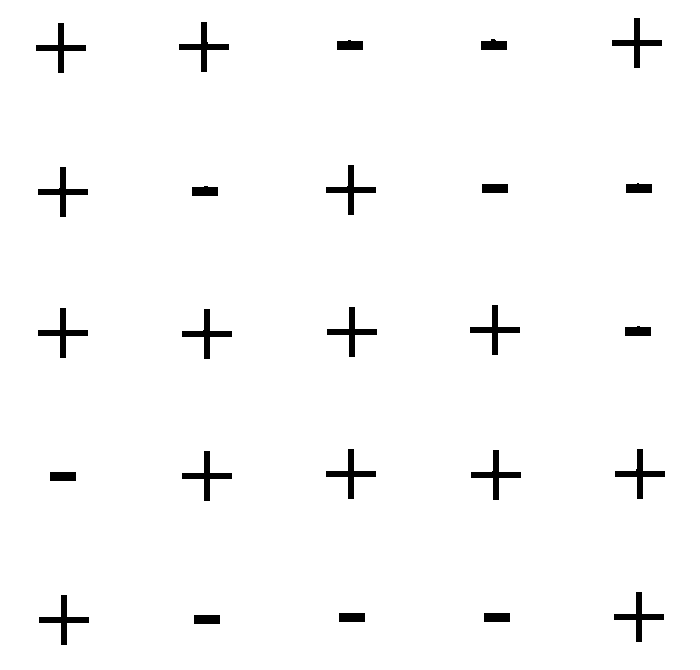 + + - - +
+ - + - -
+ + + + -
- + + + +
+ - - - +